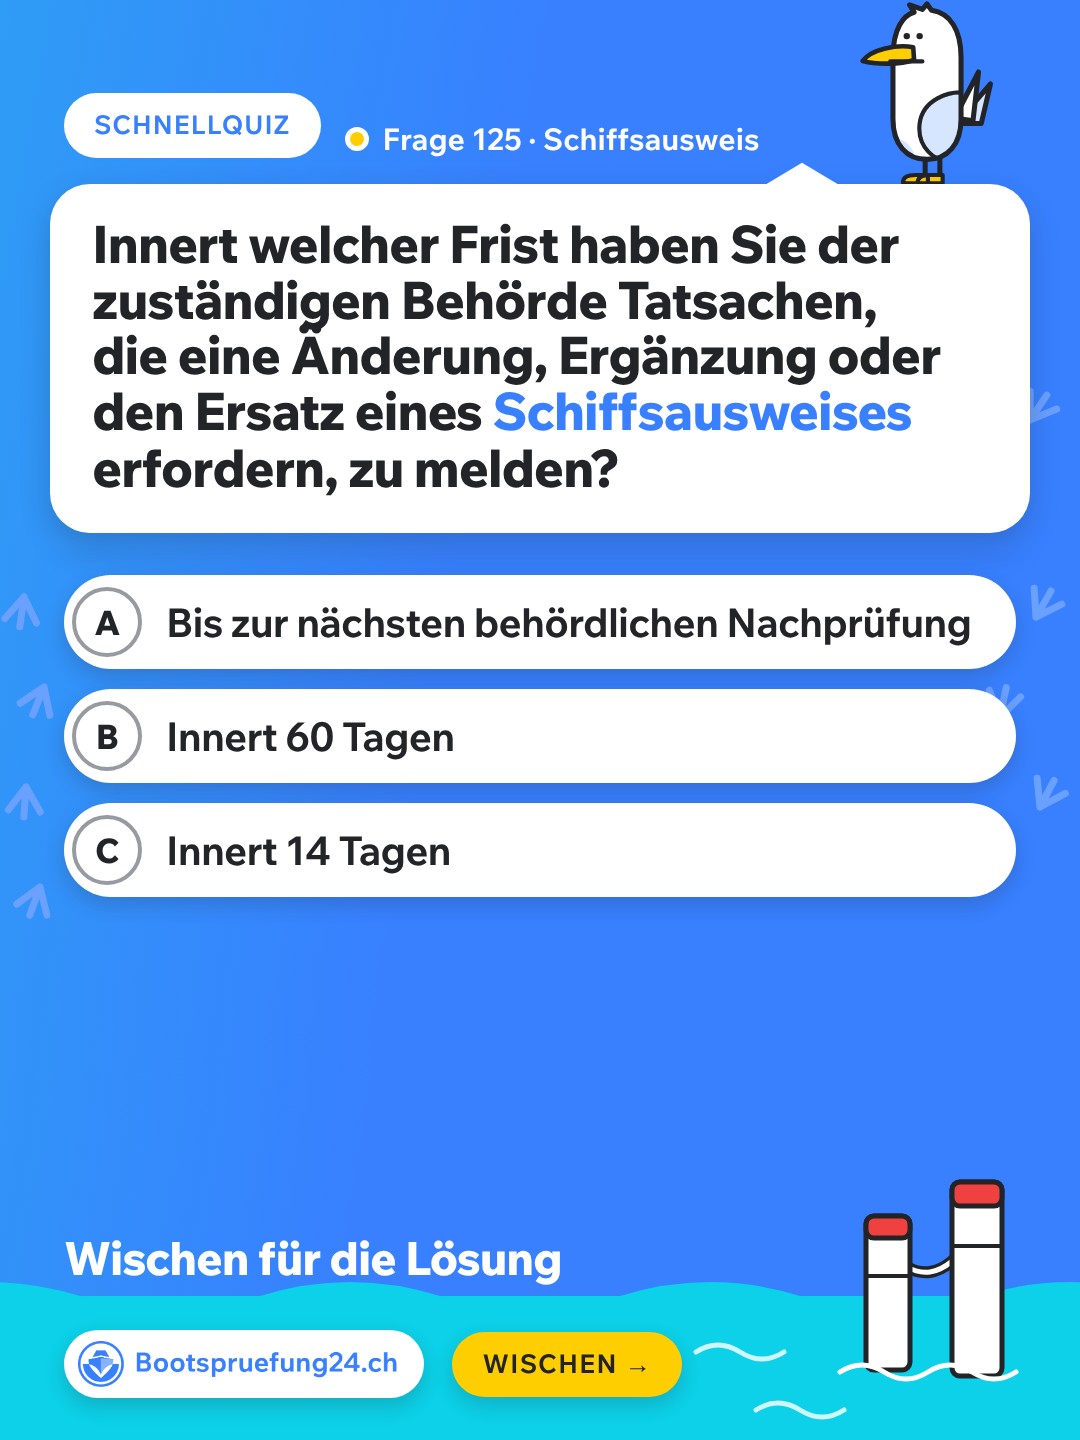 SCHNELLQUIZ
Frage 125 · Schiffsausweis
Innert welcher Frist haben Sie der
zuständigen Behörde Tatsachen,
die eine Änderung, Ergänzung oder
den Ersatz eines Schiffsausweises
erfordern, zu melden?
A Bis zur nächsten behördlichen Nachprüfung
B Innert 60 Tagen
C Innert 14 Tagen
Wischen für die Lösung
Bootspruefung24.ch
WISCHEN →